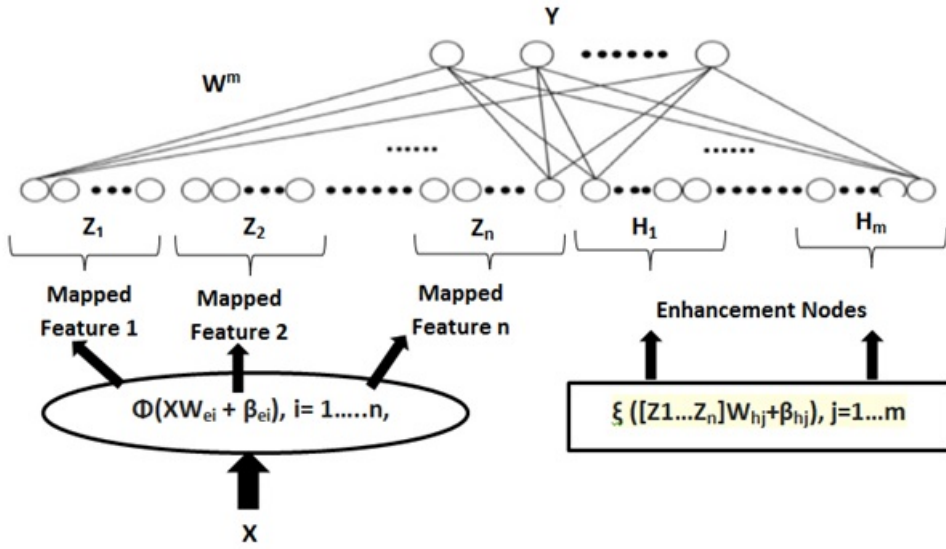 Y
W^m
Z₁ Z₂ Zₙ H₁ Hₘ
Mapped Feature 1
Mapped Feature 2
Mapped Feature n
Enhancement Nodes
Φ(XWₑᵢ + βₑᵢ), i= 1.....n,
ξ ([Z1...Zₙ]Wₕⱼ+βₕⱼ), j=1...m
X